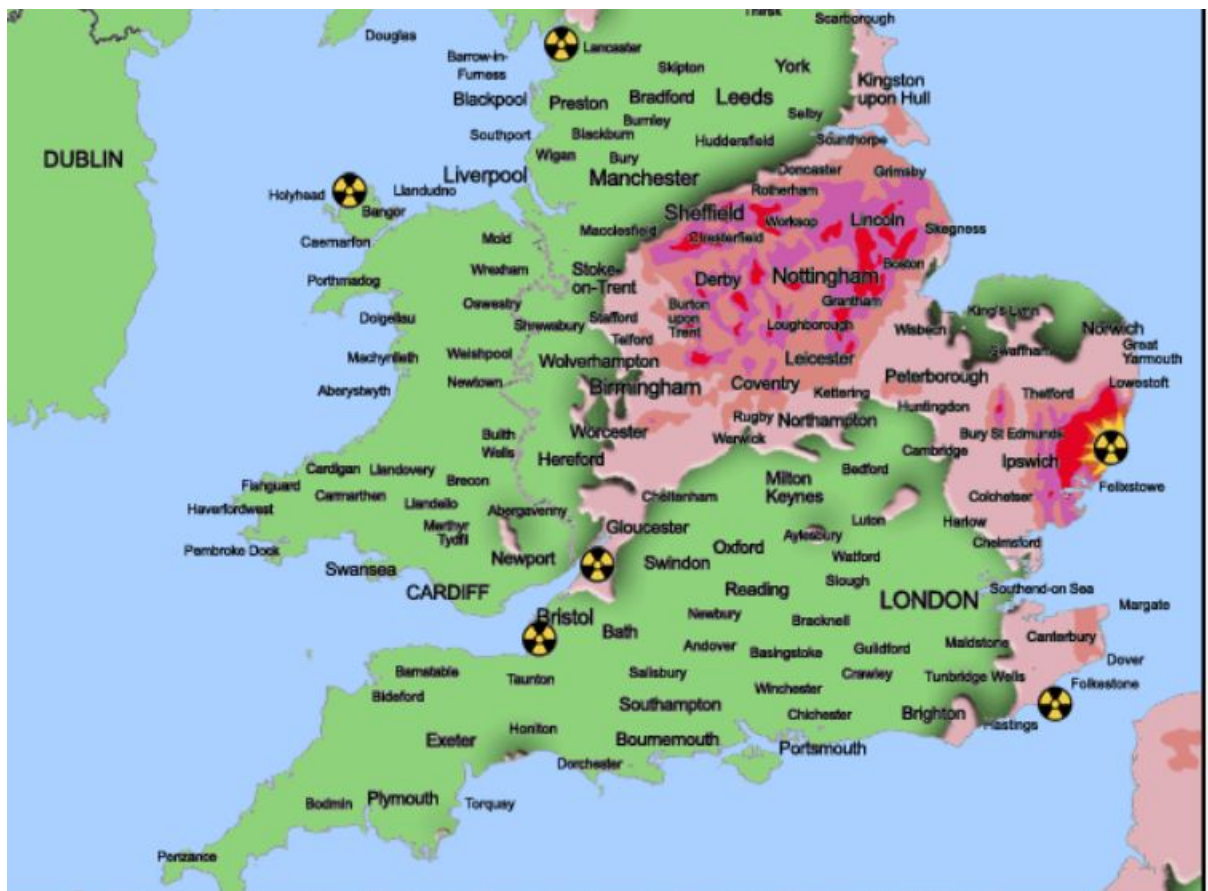 Thirsk
Scarborough
Douglas
Lancaster
Barrow-in-
Furness
Skipton
York
Kingston
upon Hull
Blackpool
Preston
Bradford
Leeds
Selby
Burnley
Southport
Blackburn
Huddersfield
Scunthorpe
DUBLIN
Wigan
Bury
Doncaster
Grimsby
Liverpool
Manchester
Rotherham
Holyhead
Llandudno
Bangor
Sheffield
Worksop
Lincoln
Skegness
Caernarfon
Mold
Macclesfield
Chesterfield
Porthmadog
Wrexham
Stoke-
on-Trent
Derby
Nottingham
Boston
Oswestry
Burton
upon
Trent
Grantham
Dolgellau
Shrewsbury
Stafford
Loughborough
Wisbech
King's Lynn
Norwich
Telford
Swaffham
Great
Yarmouth
Machynlleth
Welshpool
Wolverhampton
Leicester
Aberystwyth
Newtown
Birmingham
Coventry
Kettering
Peterborough
Thetford
Lowestoft
Rugby
Northampton
Huntingdon
Builth
Wells
Worcester
Warwick
Bury St Edmunds
Cambridge
Ipswich
Cardigan
Llandovery
Brecon
Hereford
Bedford
Fishguard
Carmarthen
Milton
Keynes
Felixstowe
Haverfordwest
Llandeilo
Abergavenny
Cheltenham
Colchetser
Merthyr
Tydfil
Gloucester
Luton
Harlow
Pembroke Dock
Newport
Swindon
Oxford
Aylesbury
Watford
Chelmsford
Swansea
CARDIFF
Reading
Slough
LONDON
Southend-on Sea
Margate
Bristol
Bath
Newbury
Bracknell
Andover
Basingstoke
Guildford
Maidstone
Canterbury
Dover
Barnstable
Taunton
Salisbury
Crawley
Tunbridge Wells
Folkestone
Bideford
Winchester
Southampton
Chichester
Brighton
Hastings
Exeter
Honiton
Bournemouth
Portsmouth
Dorchester
Bodmin
Plymouth
Torquay
Penzance